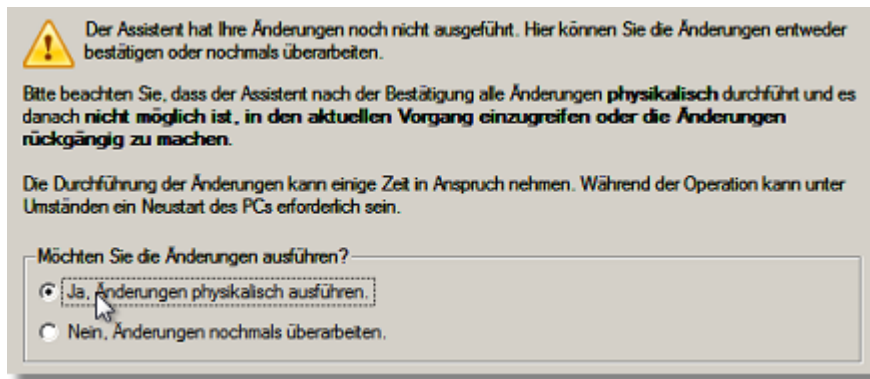 Der Assistent hat Ihre Änderungen noch nicht ausgeführt. Hier können Sie die Änderungen entweder
bestätigen oder nochmals überarbeiten.
Bitte beachten Sie, dass der Assistent nach der Bestätigung alle Änderungen physikalisch durchführt und es
danach nicht möglich ist, in den aktuellen Vorgang einzugreifen oder die Änderungen
rückgängig zu machen.
Die Durchführung der Änderungen kann einige Zeit in Anspruch nehmen. Während der Operation kann unter
Umständen ein Neustart des PCs erforderlich sein.
Möchten Sie die Änderungen ausführen?
Ja, Änderungen physikalisch ausführen.
Nein, Änderungen nochmals überarbeiten.